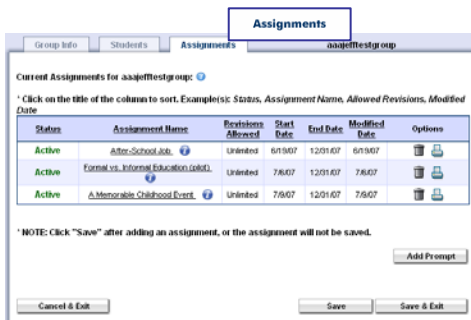 Assignments
Group Info Students Assignments aaajefftestgroup
Current Assignments for aaajefftestgroup:
* Click on the title of the column to sort. Example(s): Status, Assignment Name, Allowed Revisions, Modified
Date
Status Assignment Name Revisions Allowed Start Date End Date Modified Date Options
Active After-School Job Unlimited 6/19/07 12/31/07 6/19/07
Active Formal vs. Informal Education (pilot) Unlimited 7/6/07 12/31/07 7/6/07
Active A Memorable Childhood Event Unlimited 7/9/07 12/31/07 7/9/07
* NOTE: Click "Save" after adding an assignment, or the assignment will not be saved.
Add Prompt
Cancel & Exit Save Save & Exit